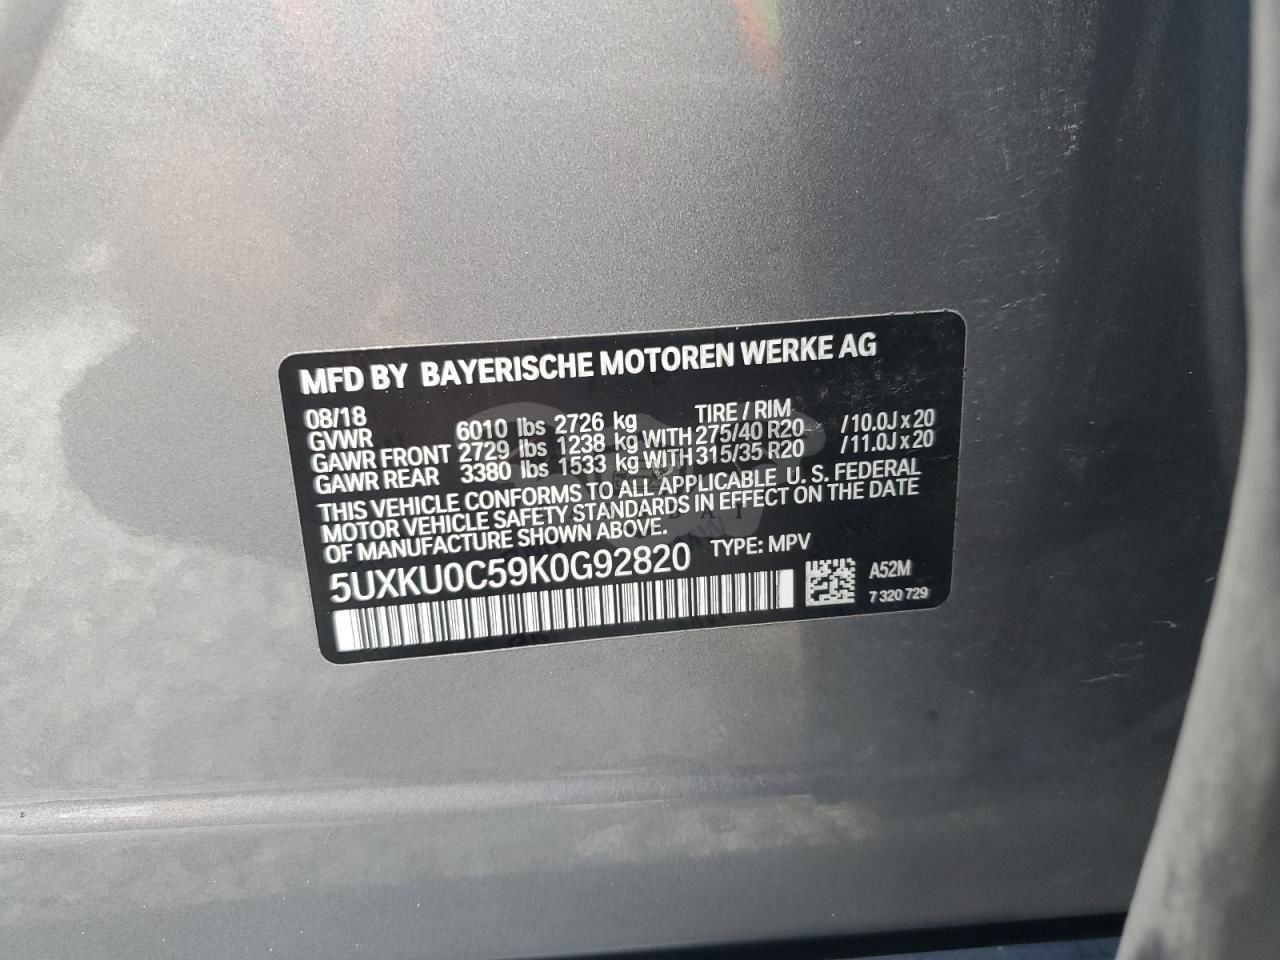 MFD BY BAYERISCHE MOTOREN WERKE AG
08/18 TIRE / RIM
GVWR 6010 lbs 2726 kg
GAWR FRONT 2729 lbs 1238 kg WITH 275/40 R20 / 10.0J x 20
GAWR REAR 3380 lbs 1533 kg WITH 315/35 R20 / 11.0J x 20
THIS VEHICLE CONFORMS TO ALL APPLICABLE U. S. FEDERAL
MOTOR VEHICLE SAFETY STANDARDS IN EFFECT ON THE DATE
OF MANUFACTURE SHOWN ABOVE.
5UXKU0C59K0G92820 TYPE: MPV
A52M
7 320 729